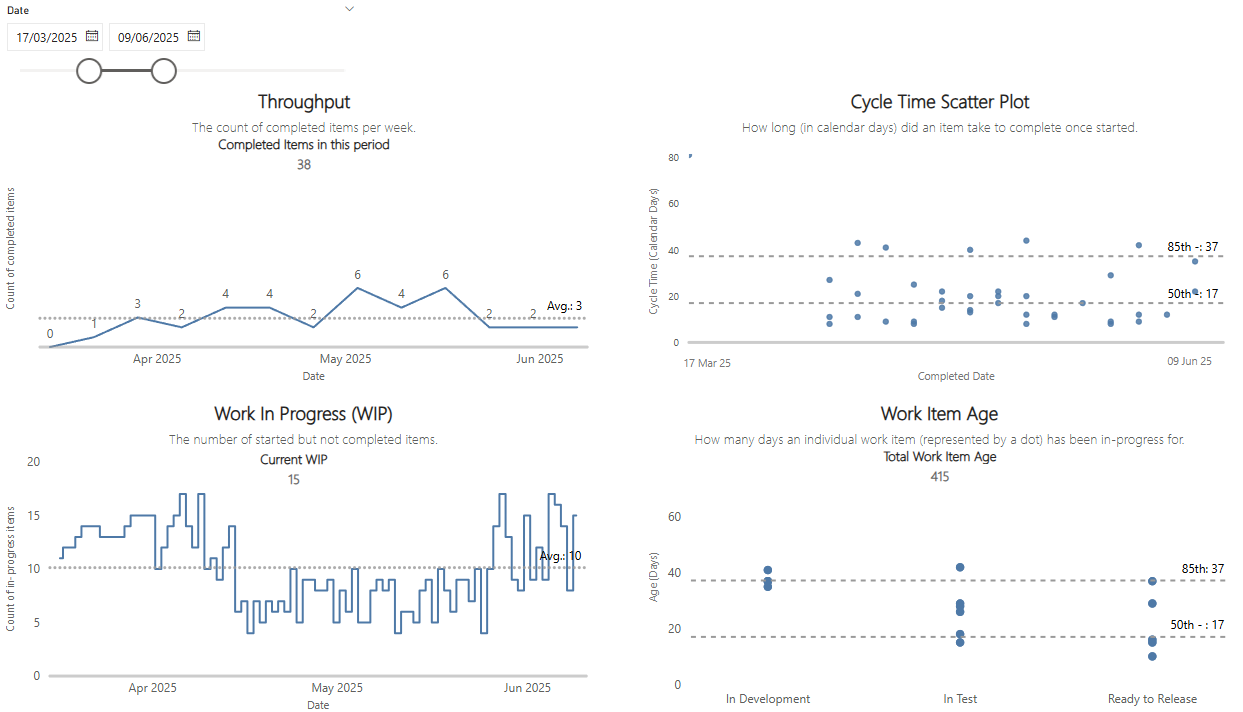 Date
17/03/2025 09/06/2025
Throughput
The count of completed items per week.
Completed Items in this period
38
Count of completed items
0
1
3
2
4
4
2
6
4
6
2
2
Avg.: 3
Apr 2025 May 2025 Jun 2025
Date
Cycle Time Scatter Plot
How long (in calendar days) did an item take to complete once started.
Cycle Time (Calendar Days)
80
60
40
20
0
85th -: 37
50th -: 17
17 Mar 25 09 Jun 25
Completed Date
Work In Progress (WIP)
The number of started but not completed items.
Current WIP
15
Count of in-progress items
20
15
10
5
0
Avg.: 10
Apr 2025 May 2025 Jun 2025
Date
Work Item Age
How many days an individual work item (represented by a dot) has been in-progress for.
Total Work Item Age
415
Age (Days)
60
40
20
0
85th: 37
50th - : 17
In Development In Test Ready to Release